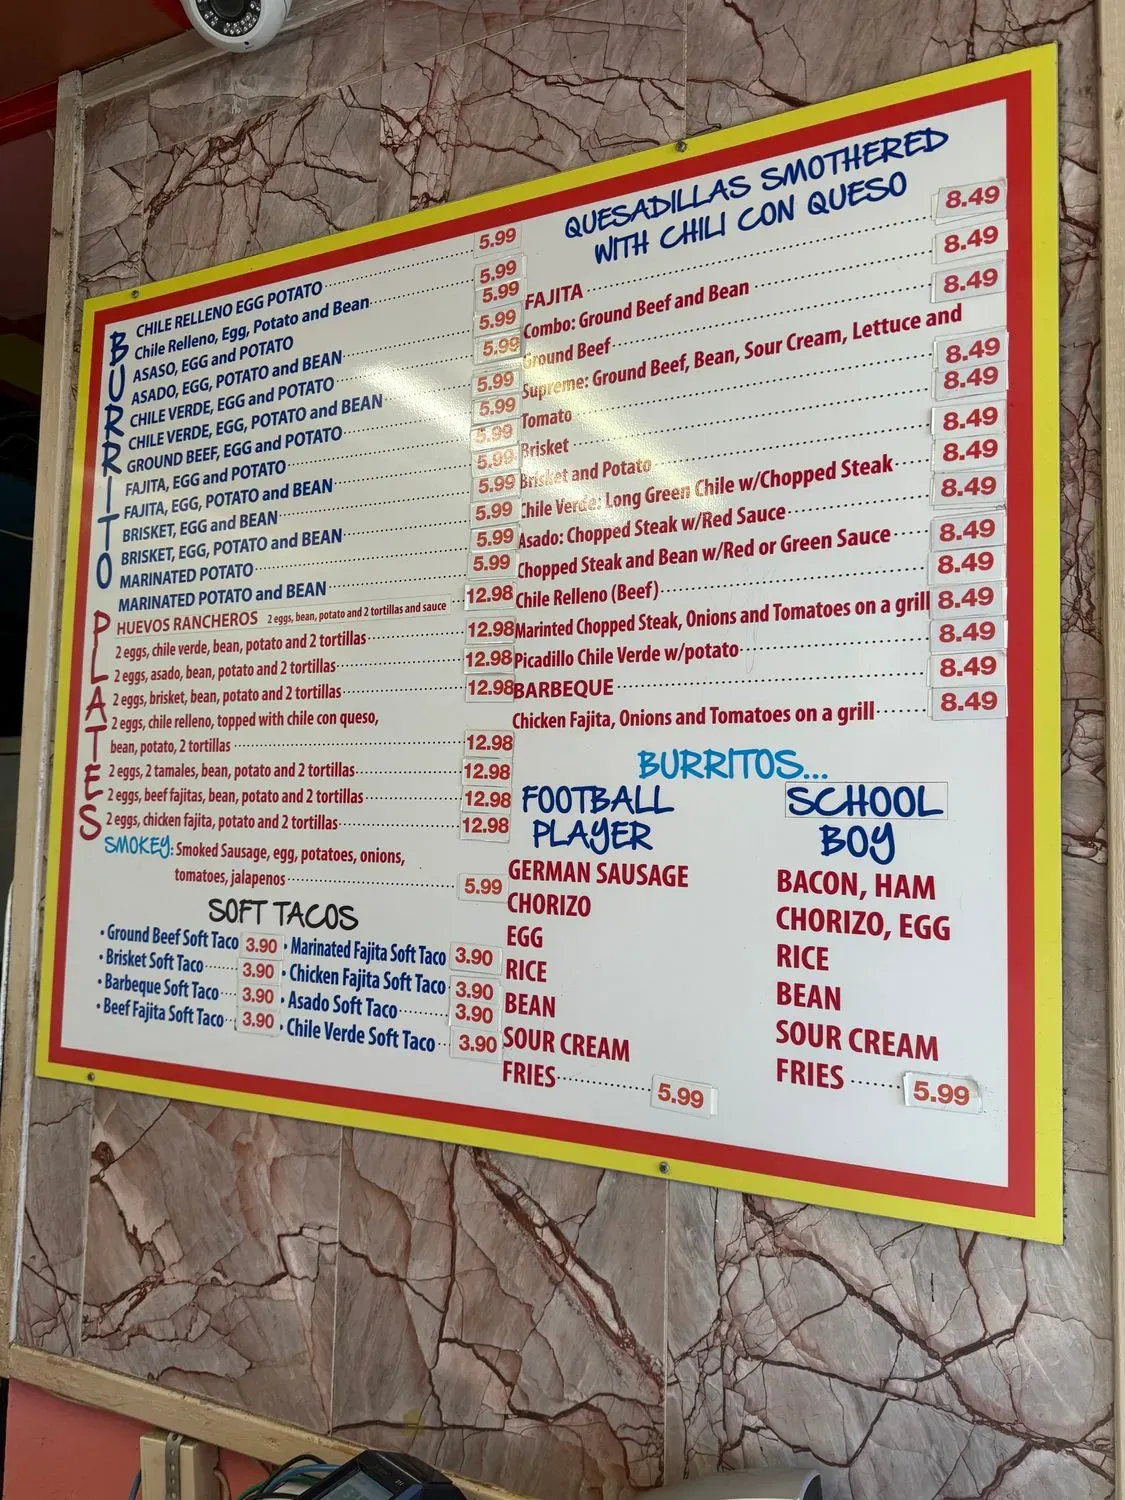 BURRITO PLATES
CHILE RELLENO EGG POTATO 5.99
Chile Relleno, Egg, Potato and Bean 5.99
ASASO, EGG and POTATO 5.99
ASADO, EGG, POTATO and BEAN 5.99
CHILE VERDE, EGG and POTATO 5.99
CHILE VERDE, EGG, POTATO and BEAN 5.99
GROUND BEEF, EGG and POTATO 5.99
FAJITA, EGG and POTATO 5.99
FAJITA, EGG, POTATO and BEAN 5.99
BRISKET, EGG and BEAN 5.99
BRISKET, EGG, POTATO and BEAN 5.99
MARINATED POTATO 5.99
MARINATED POTATO and BEAN 5.99
HUEVOS RANCHEROS 2 eggs, bean, potato and 2 tortillas and sauce 12.98
2 eggs, chile verde, bean, potato and 2 tortillas 12.98
2 eggs, asado, bean, potato and 2 tortillas 12.98
2 eggs, brisket, bean, potato and 2 tortillas 12.98
2 eggs, chile relleno, topped with chile con queso,
bean, potato, 2 tortillas 12.98
2 eggs, 2 tamales, bean, potato and 2 tortillas 12.98
2 eggs, beef fajitas, bean, potato and 2 tortillas 12.98
2 eggs, chicken fajita, potato and 2 tortillas 12.98
SMOKEY: Smoked Sausage, egg, potatoes, onions,
tomatoes, jalapenos 5.99
SOFT TACOS
• Ground Beef Soft Taco 3.90
• Brisket Soft Taco 3.90
• Barbeque Soft Taco 3.90
• Beef Fajita Soft Taco 3.90
• Marinated Fajita Soft Taco 3.90
• Chicken Fajita Soft Taco 3.90
• Asado Soft Taco 3.90
• Chile Verde Soft Taco 3.90
QUESADILLAS SMOTHERED
WITH CHILI CON QUESO
FAJITA 8.49
Combo: Ground Beef and Bean 8.49
Ground Beef 8.49
Supreme: Ground Beef, Bean, Sour Cream, Lettuce and
Tomato 8.49
Brisket 8.49
Brisket and Potato 8.49
Chile Verde: Long Green Chile w/Chopped Steak 8.49
Asado: Chopped Steak w/Red Sauce 8.49
Chopped Steak and Bean w/Red or Green Sauce 8.49
Chile Relleno (Beef) 8.49
Marinted Chopped Steak, Onions and Tomatoes on a grill 8.49
Picadillo Chile Verde w/potato 8.49
BARBEQUE 8.49
Chicken Fajita, Onions and Tomatoes on a grill 8.49
BURRITOS...
FOOTBALL
PLAYER
GERMAN SAUSAGE
CHORIZO
EGG
RICE
BEAN
SOUR CREAM
FRIES 5.99
SCHOOL
BOY
BACON, HAM
CHORIZO, EGG
RICE
BEAN
SOUR CREAM
FRIES 5.99